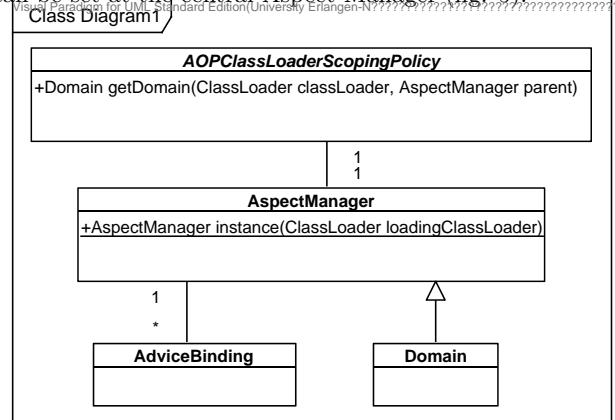 Visual Paradigm for UML Standard Edition(University Erlangen-N??????????????????????????????????
Class Diagram1
AOPClassLoaderScopingPolicy
+Domain getDomain(ClassLoader classLoader, AspectManager parent)
1
1
AspectManager
+AspectManager instance(ClassLoader loadingClassLoader)
1
*
AdviceBinding
Domain